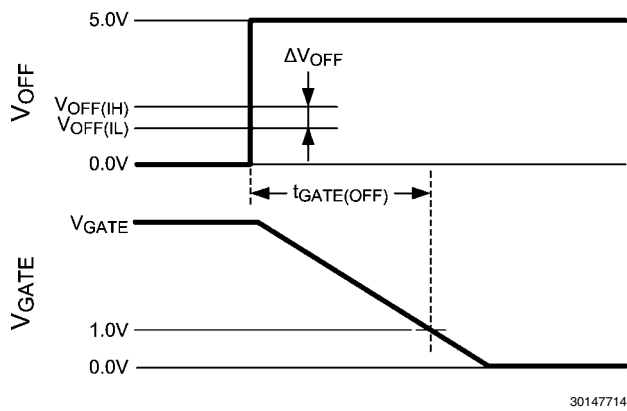 5.0V
ΔVOFF
VOFF
VOFF(IH)
VOFF(IL)
0.0V
tGATE(OFF)
VGATE
VGATE
1.0V
0.0V
30147714